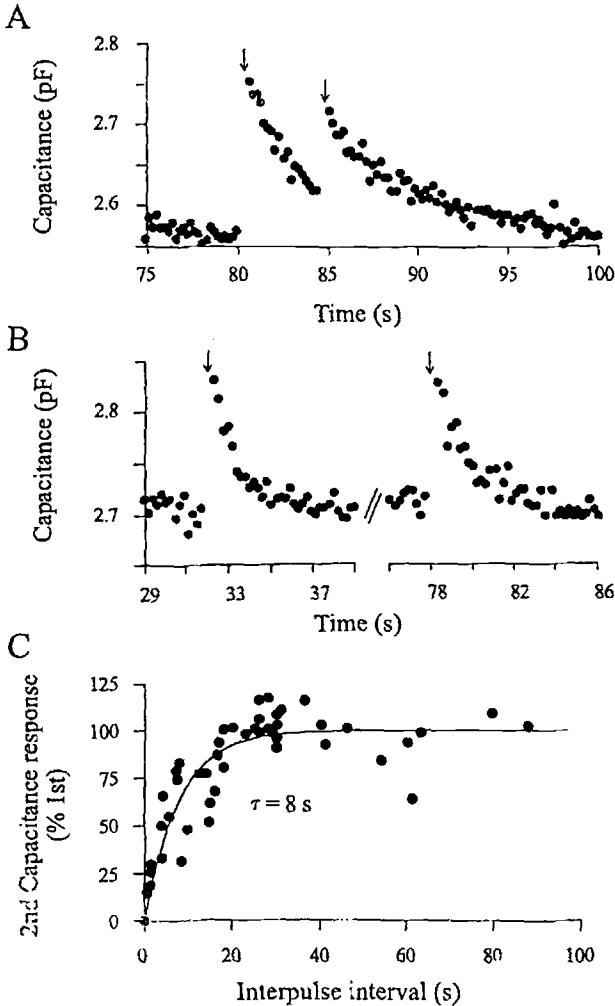 A
Capacitance (pF)
2.8
2.7
2.6
75 80 85 90 95 100
Time (s)
B
Capacitance (pF)
2.8
2.7
29 33 37 78 82 86
Time (s)
C
2nd Capacitance response
(% 1st)
125
100
75
50
25
0
τ = 8 s
0 20 40 60 80 100
Interpulse interval (s)